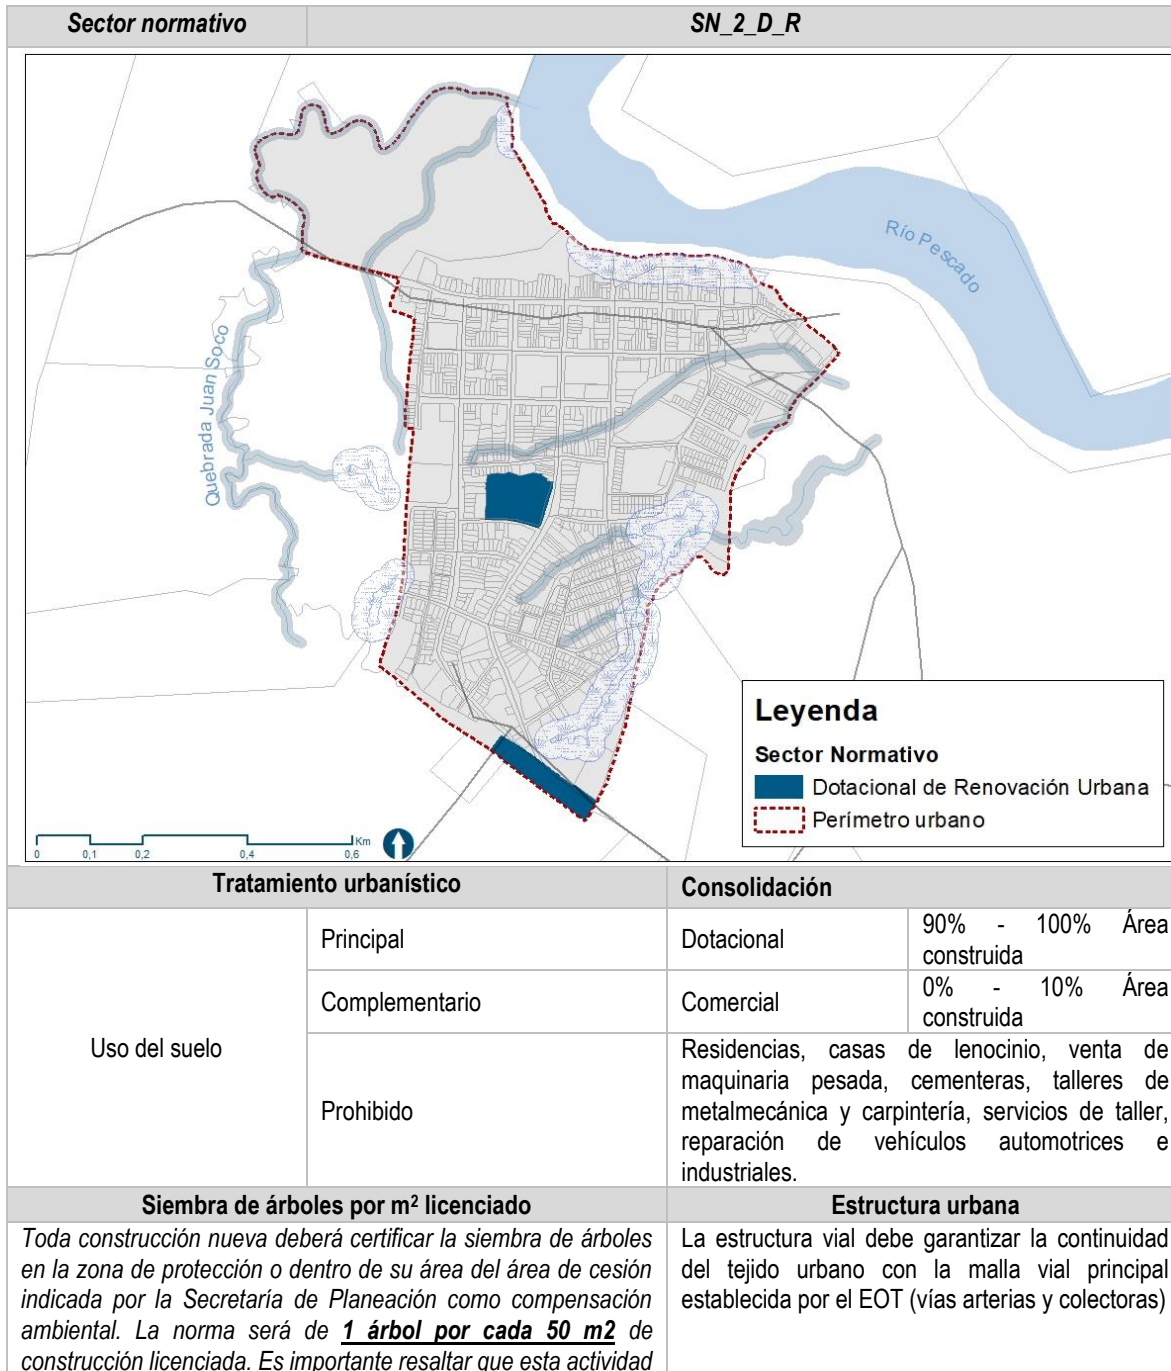 Sector normativo SN_2_D_R
Río Pescado
Quebrada Juan Soco
Leyenda
Sector Normativo
Dotacional de Renovación Urbana
Perímetro urbano
Km
0 0,1 0,2 0,4 0,6
Tratamiento urbanístico Consolidación
Uso del suelo
Principal Dotacional 90% - 100% Área
construida
Complementario Comercial 0% - 10% Área
construida
Prohibido
Residencias, casas de lenocinio, venta de
maquinaria pesada, cementeras, talleres de
metalmecánica y carpintería, servicios de taller,
reparación de vehículos automotrices e
industriales.
Siembra de árboles por m2 licenciado Estructura urbana
Toda construcción nueva deberá certificar la siembra de árboles
en la zona de protección o dentro de su área del área de cesión
indicada por la Secretaría de Planeación como compensación
ambiental. La norma será de 1 árbol por cada 50 m2 de
construcción licenciada. Es importante resaltar que esta actividad
La estructura vial debe garantizar la continuidad
del tejido urbano con la malla vial principal
establecida por el EOT (vías arterias y colectoras)